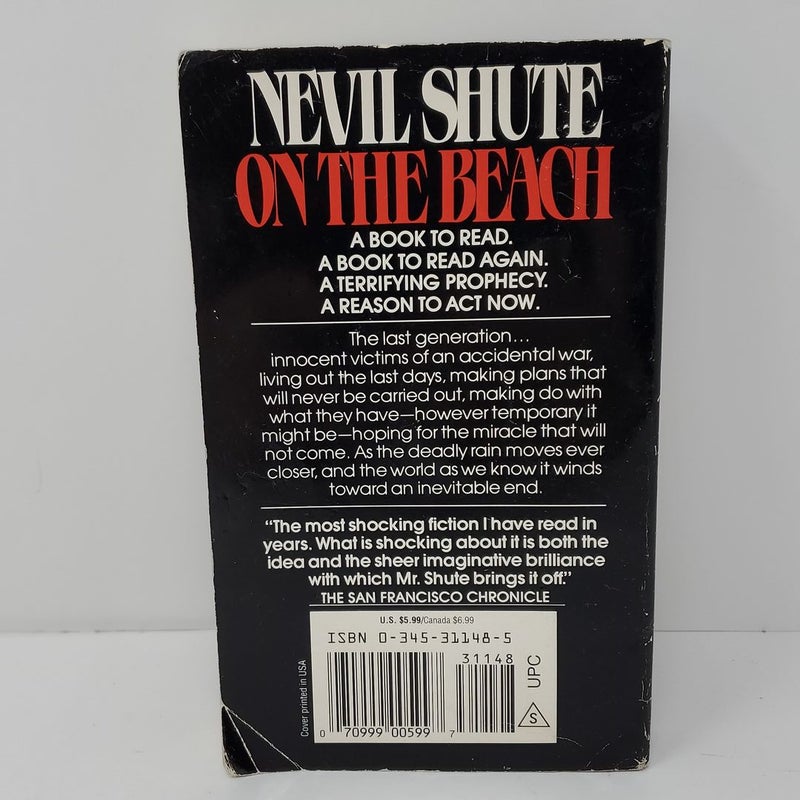 NEVIL SHUTE
ON THE BEACH
A BOOK TO READ.
A BOOK TO READ AGAIN.
A TERRIFYING PROPHECY.
A REASON TO ACT NOW.
The last generation...
innocent victims of an accidental war,
living out the last days, making plans that
will never be carried out, making do with
what they have—however temporary it
might be—hoping for the miracle that will
not come. As the deadly rain moves ever
closer, and the world as we know it winds
toward an inevitable end.
"The most shocking fiction I have read in
years. What is shocking about it is both the
idea and the sheer imaginative brilliance
with which Mr. Shute brings it off."
THE SAN FRANCISCO CHRONICLE
U.S. $5.99/Canada $6.99
ISBN 0-345-31148-5
31148
UPC
S
0 70999 00599 7
Cover printed in USA